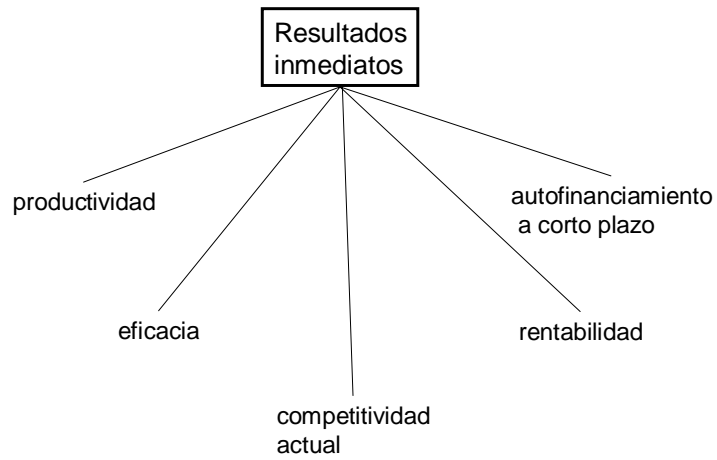 Resultados
inmediatos
productividad
autofinanciamiento
a corto plazo
eficacia
rentabilidad
competitividad
actual